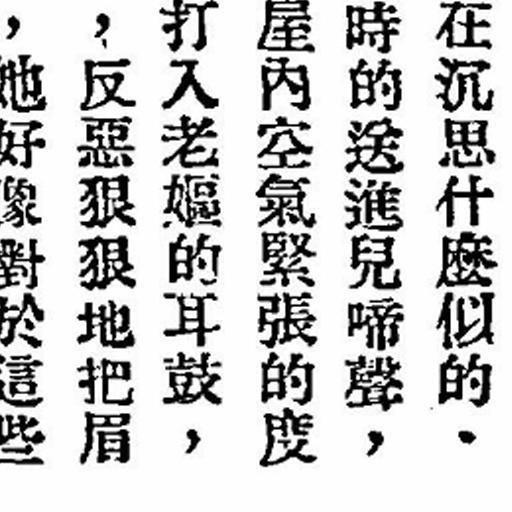 在沉思什麼似的．
時的送進兒啼聲，
屋內空氣緊張的度
打入老嫗的耳鼓，
，反惡狠狠地把眉
，她好像對於這些